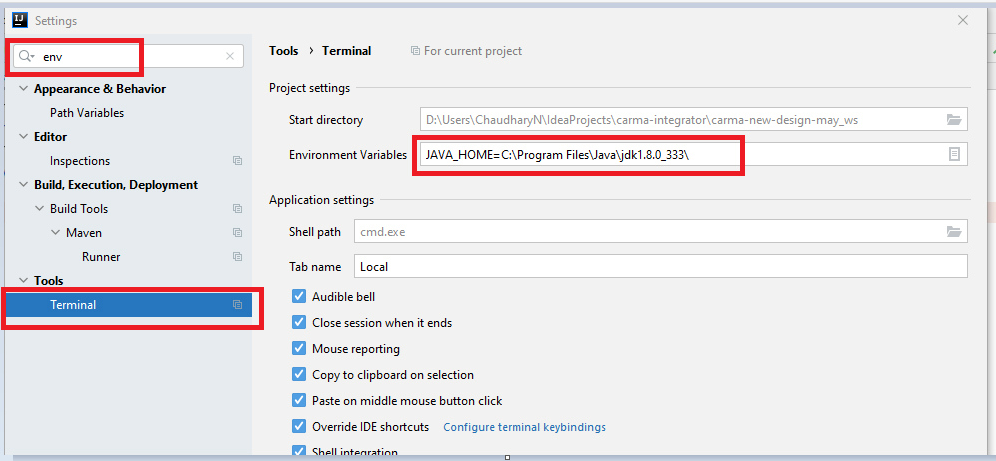 IJ Settings
env
Appearance & Behavior
Path Variables
Editor
Inspections
Build, Execution, Deployment
Build Tools
Maven
Runner
Tools
Terminal
Tools › Terminal For current project
Project settings
Start directory D:\Users\ChaudharyN\IdeaProjects\carma-integrator\carma-new-design-may_ws
Environment Variables JAVA_HOME=C:\Program Files\Java\jdk1.8.0_333\
Application settings
Shell path cmd.exe
Tab name Local
Audible bell
Close session when it ends
Mouse reporting
Copy to clipboard on selection
Paste on middle mouse button click
Override IDE shortcuts Configure terminal keybindings
Shell integration